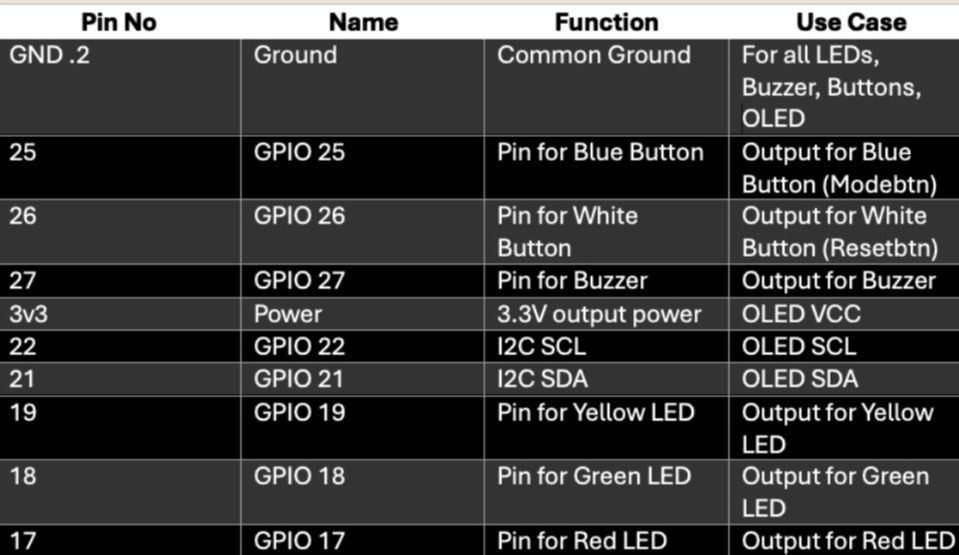 Pin No Name Function Use Case
GND .2 Ground Common Ground For all LEDs,
Buzzer, Buttons,
OLED
25 GPIO 25 Pin for Blue Button Output for Blue
Button (Modebtn)
26 GPIO 26 Pin for White Output for White
Button Button (Resetbtn)
27 GPIO 27 Pin for Buzzer Output for Buzzer
3v3 Power 3.3V output power OLED VCC
22 GPIO 22 I2C SCL OLED SCL
21 GPIO 21 I2C SDA OLED SDA
19 GPIO 19 Pin for Yellow LED Output for Yellow
LED
18 GPIO 18 Pin for Green LED Output for Green
LED
17 GPIO 17 Pin for Red LED Output for Red LED